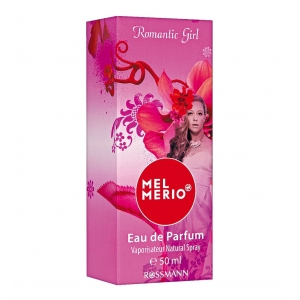 Romantic Girl
MEL
MERIO
Eau de Parfum
Vaporisateur Natural Spray
℮ 50 ml
ROSSMANN